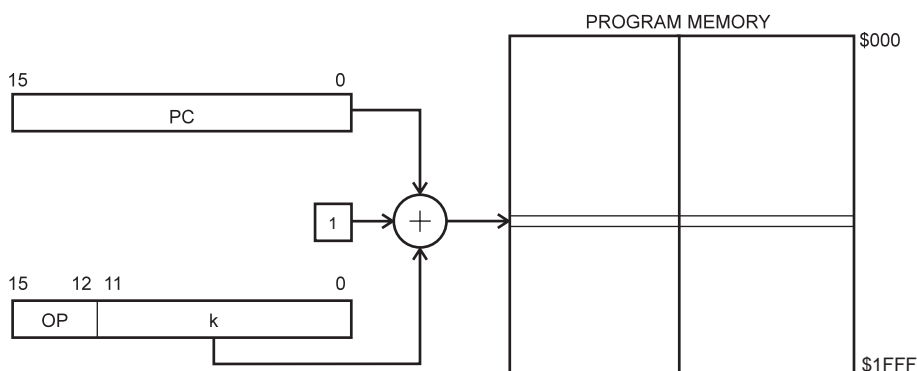 PROGRAM MEMORY
$000
15 0
PC
1
15 12 11 0
OP k
$1FFF